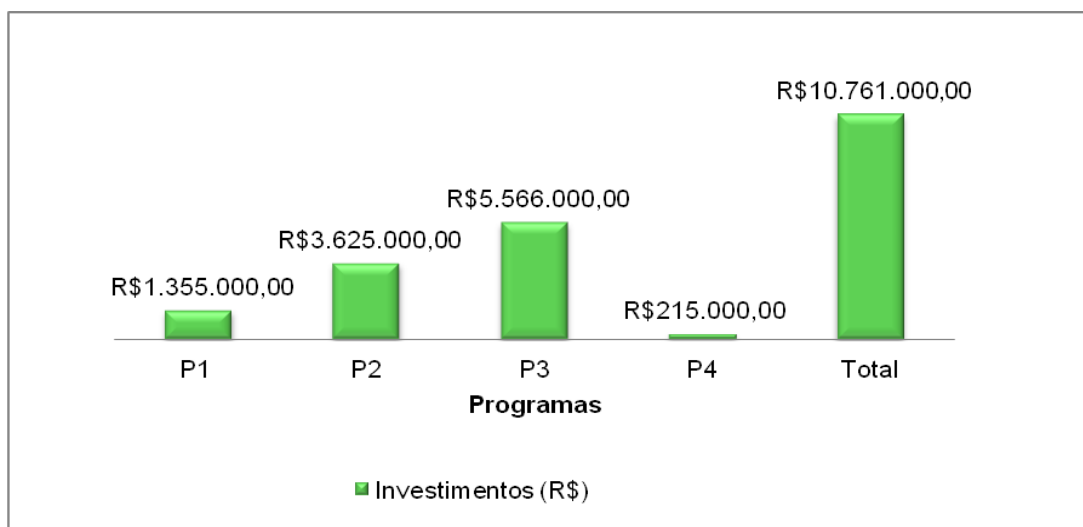 R$10.761.000,00
R$5.566.000,00
R$3.625.000,00
R$1.355.000,00
R$215.000,00
P1 P2 P3 P4 Total
Programas
Investimentos (R$)